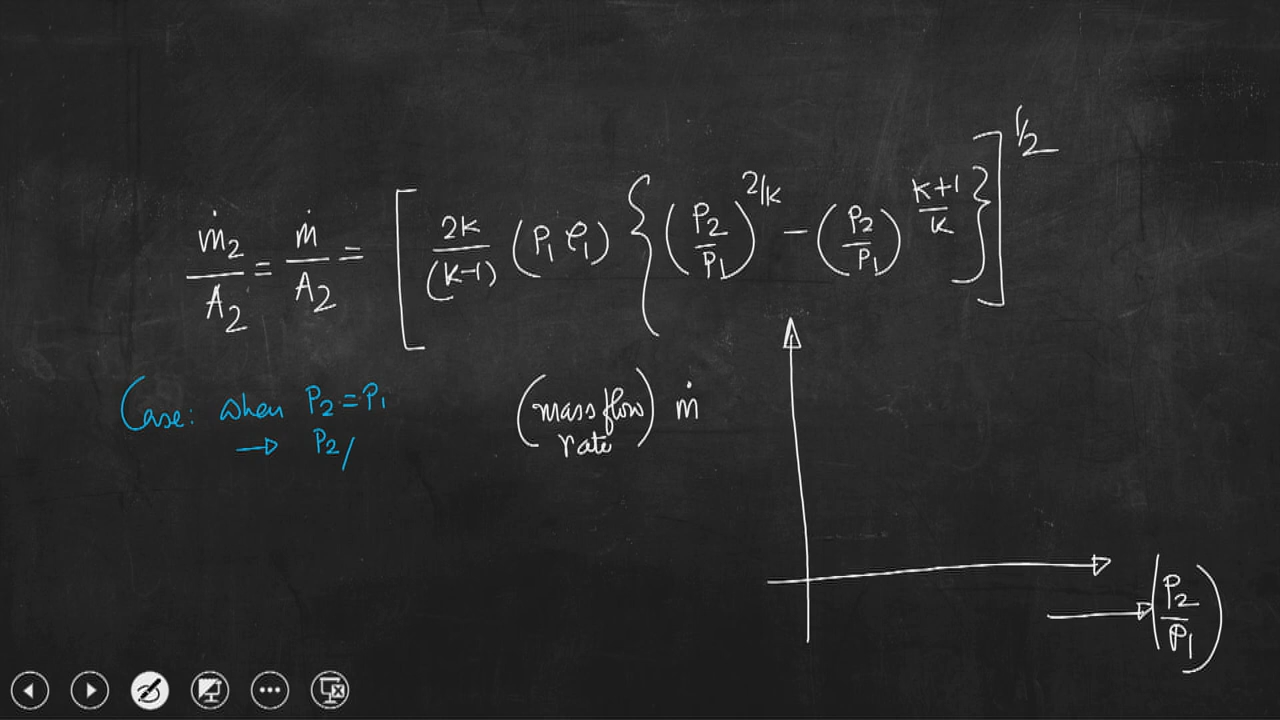 ṁ₂/A₂ = ṁ/A₂ = [ 2K/(K-1) (P₁ ρ₁) { (P₂/P₁)^(2/K) - (P₂/P₁)^((K+1)/K) } ]^(1/2)
Case: when P₂ = P₁
→ P₂/
(mass flow rate) ṁ
(P₂/P₁)